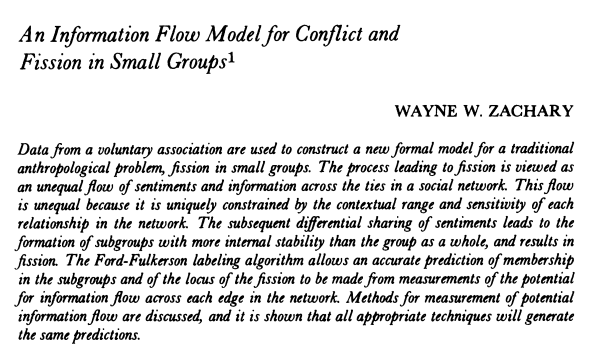 An Information Flow Model for Conflict and
Fission in Small Groups1
WAYNE W. ZACHARY
Data from a voluntary association are used to construct a new formal model for a traditional
anthropological problem, fission in small groups. The process leading to fission is viewed as
an unequal flow of sentiments and information across the ties in a social network. This flow
is unequal because it is uniquely constrained by the contextual range and sensitivity of each
relationship in the network. The subsequent differential sharing of sentiments leads to the
formation of subgroups with more internal stability than the group as a whole, and results in
fission. The Ford-Fulkerson labeling algorithm allows an accurate prediction of membership
in the subgroups and of the locus of the fission to be made from measurements of the potential
for information flow across each edge in the network. Methods for measurement of potential
information flow are discussed, and it is shown that all appropriate techniques will generate
the same predictions.